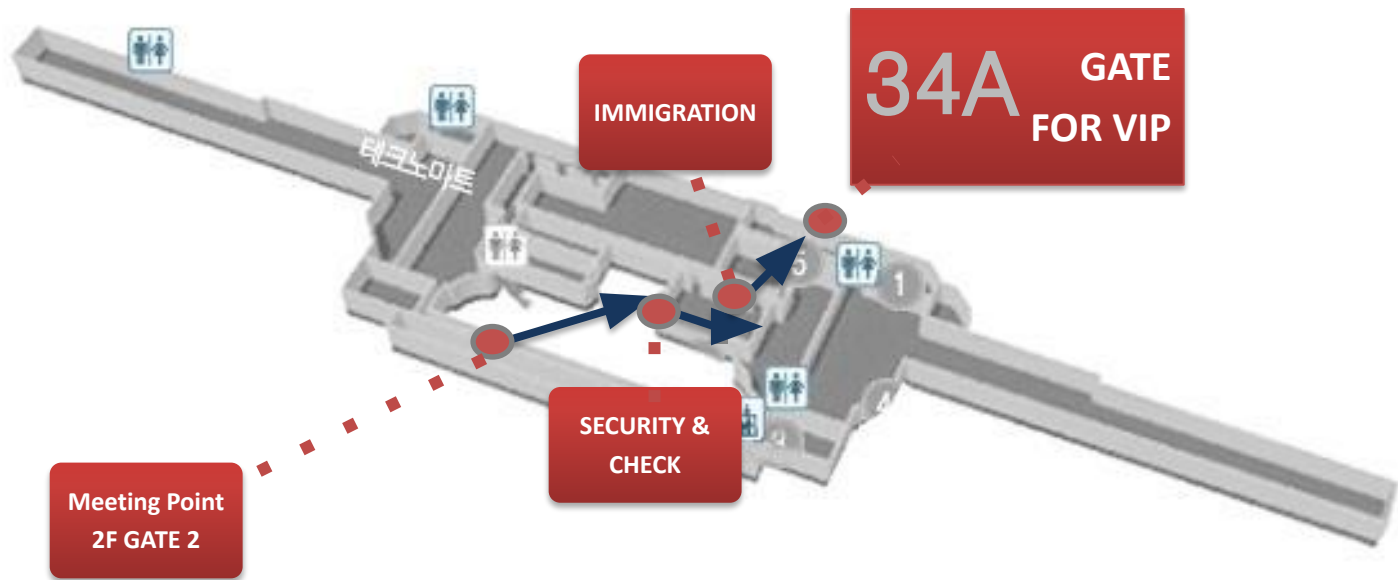 34A
GATE
FOR VIP
IMMIGRATION
테크노마트
5
1
4
SECURITY &
CHECK
Meeting Point
2F GATE 2